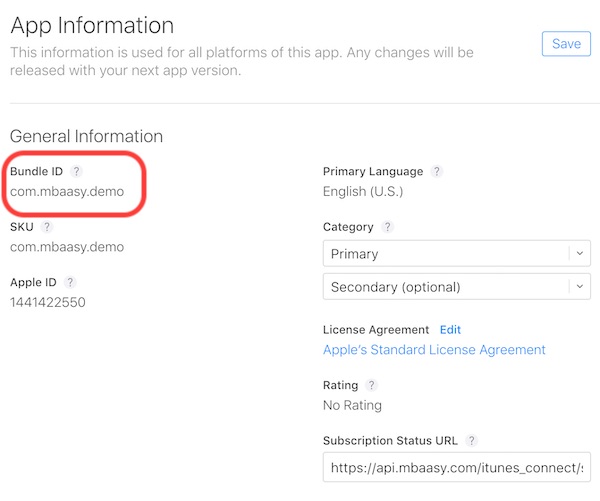 App Information
This information is used for all platforms of this app. Any changes will be
released with your next app version.
Save
General Information
Bundle ID ?
com.mbaasy.demo
SKU ?
com.mbaasy.demo
Apple ID ?
1441422550
Primary Language ?
English (U.S.)
Category ?
Primary
Secondary (optional)
License Agreement Edit
Apple's Standard License Agreement
Rating ?
No Rating
Subscription Status URL ?
https://api.mbaasy.com/itunes_connect/s